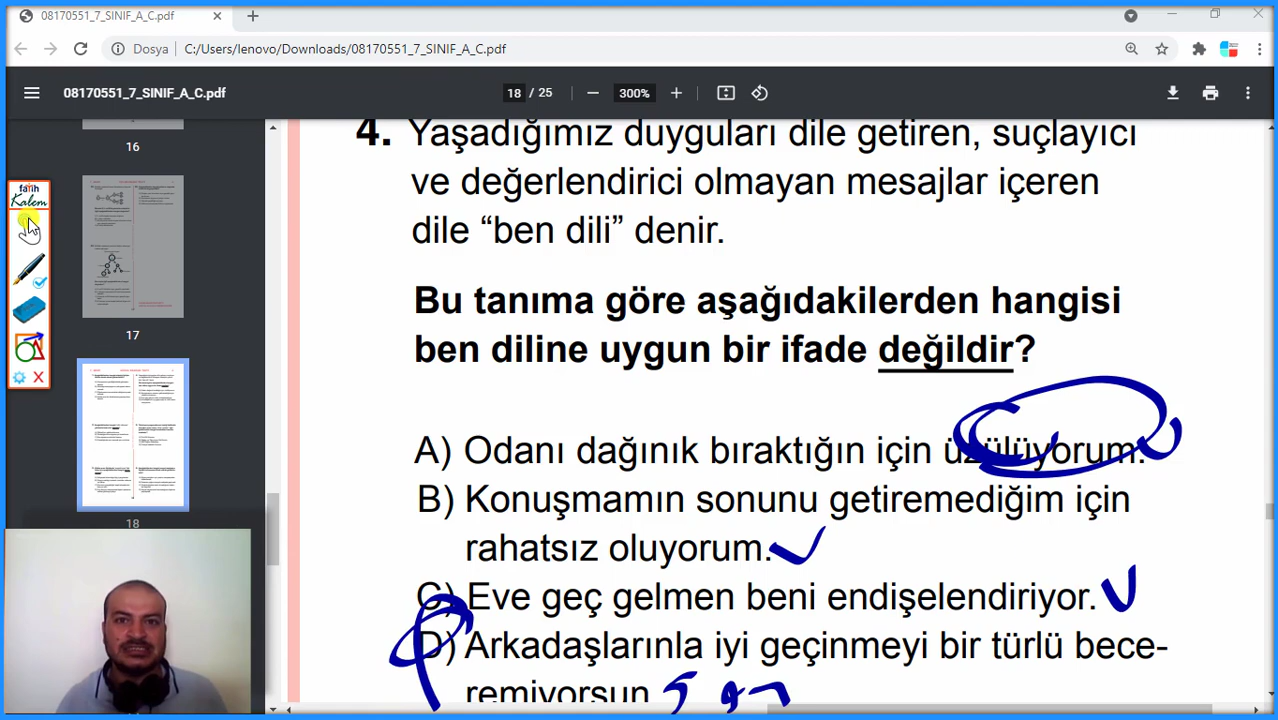 08170551_7_SINIF_A_C.pdf
Dosya
C:/Users/lenovo/Downloads/08170551_7_SINIF_A_C.pdf
08170551_7_SINIF_A_C.pdf
18 / 25
300%
16
17
18
fatih
Kalem
4. Yaşadığımız duyguları dile getiren, suçlayıcı
ve değerlendirici olmayan mesajlar içeren
dile “ben dili” denir.
Bu tanıma göre aşağıdakilerden hangisi
ben diline uygun bir ifade değildir?
A) Odanı dağınık bıraktığın için üzülüyorum.
B) Konuşmamın sonunu getiremediğim için
rahatsız oluyorum.
C) Eve geç gelmen beni endişelendiriyor.
D) Arkadaşlarınla iyi geçinmeyi bir türlü bece-
remiyorsun